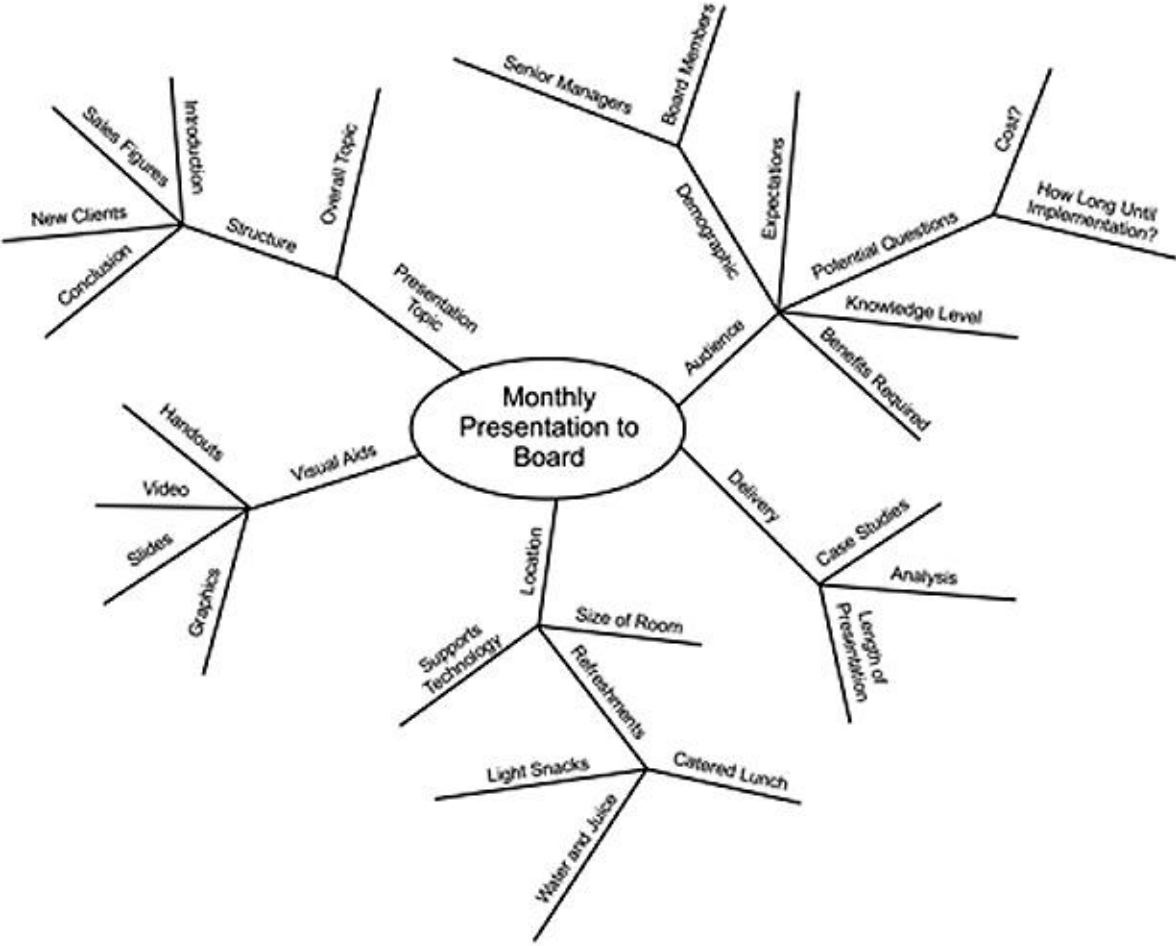 Monthly
Presentation to
Board
Presentation
Topic
Overall Topic
Structure
Introduction
Sales Figures
New Clients
Conclusion
Audience
Demographic
Senior Managers
Board Members
Expectations
Potential Questions
Cost?
How Long Until
Implementation?
Knowledge Level
Benefits Required
Delivery
Case Studies
Analysis
Length of
Presentation
Location
Size of Room
Refreshments
Catered Lunch
Water and Juice
Light Snacks
Supports
Technology
Visual Aids
Handouts
Video
Slides
Graphics